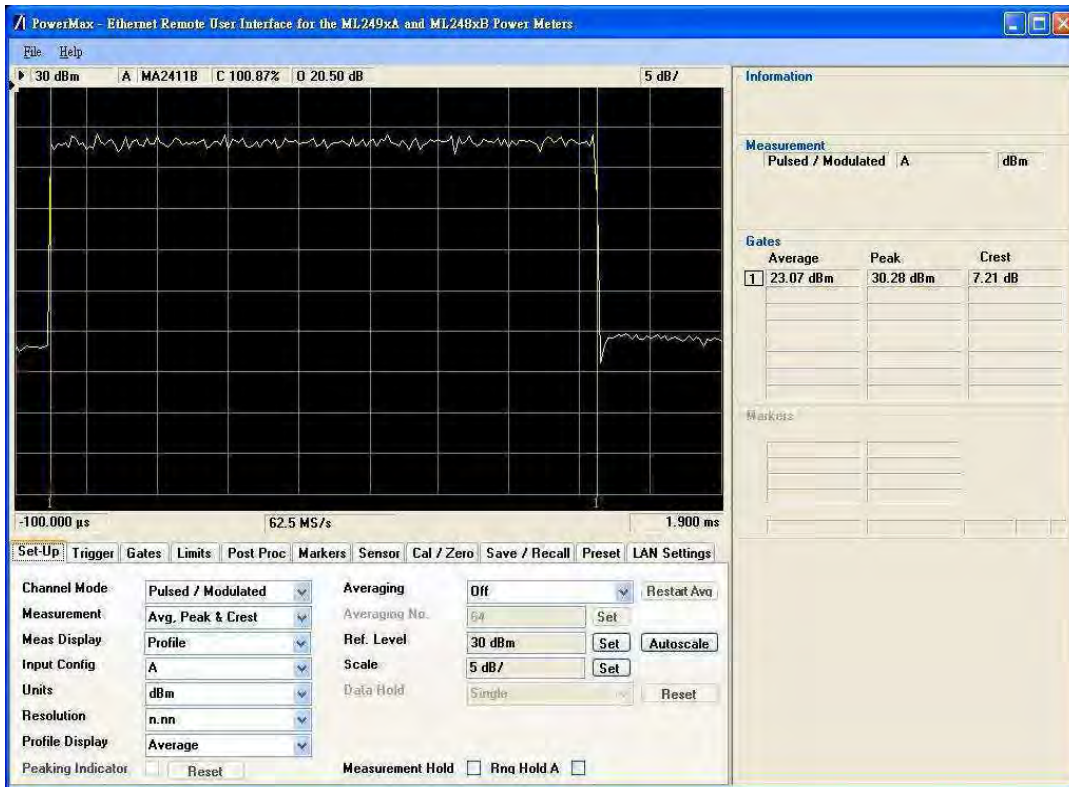 PowerMax - Ethernet Remote User Interface for the ML249xA and ML248xB Power Meters
File Help
30 dBm A MA2411B C 100.87% O 20.50 dB 5 dB/
1 1
-100.000 µs 62.5 MS/s 1.900 ms
Information
Measurement
Pulsed / Modulated A dBm
Gates
Average Peak Crest
1 23.07 dBm 30.28 dBm 7.21 dB
Markers
Set-Up Trigger Gates Limits Post Proc Markers Sensor Cal / Zero Save / Recall Preset LAN Settings
Channel Mode Pulsed / Modulated Averaging Off Restart Avg
Measurement Avg, Peak & Crest Averaging No. 64 Set
Meas Display Profile Ref. Level 30 dBm Set Autoscale
Input Config A Scale 5 dB/ Set
Units dBm Data Hold Single Reset
Resolution n.nn
Profile Display Average
Peaking Indicator Reset Measurement Hold Rng Hold A